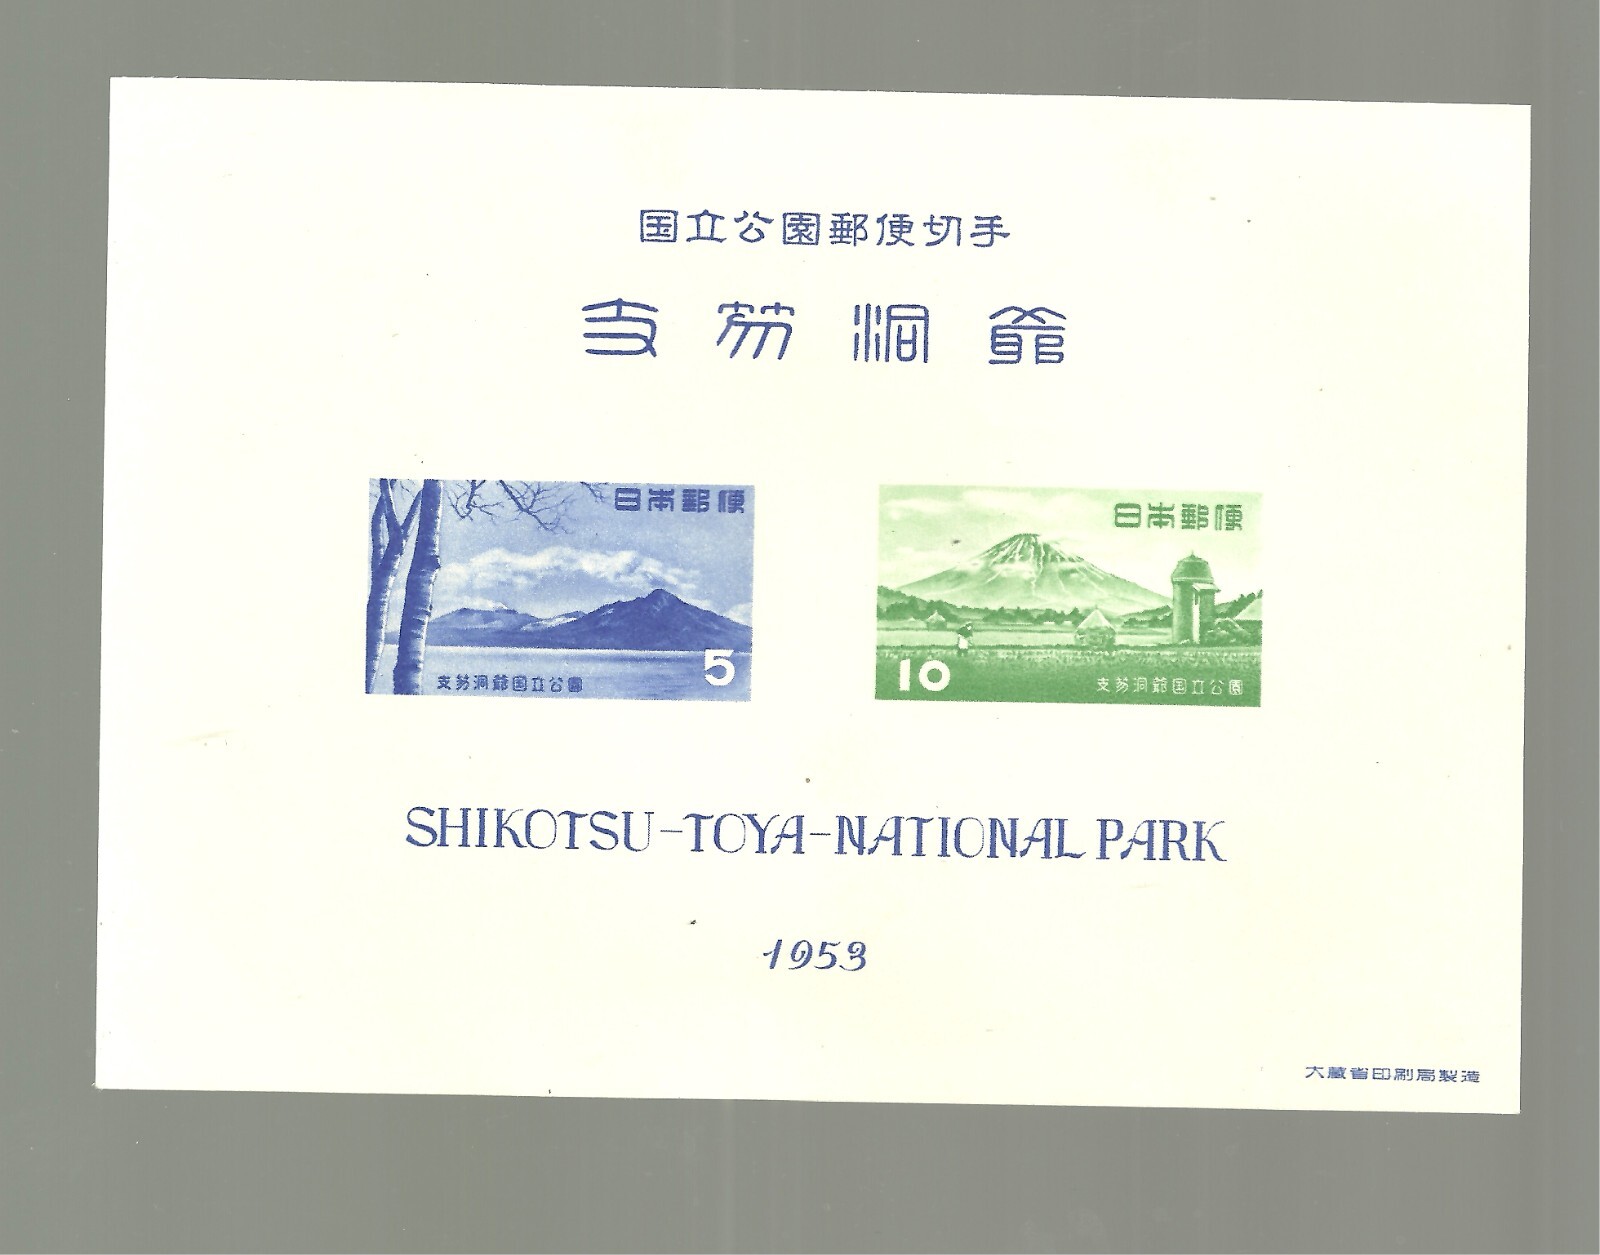 国立公園郵便切手
支笏洞爺
日本郵便
5
支笏洞爺国立公園
日本郵便
10
支笏洞爺国立公園
SHIKOTSU-TOYA-NATIONAL PARK
1953
大蔵省印刷局製造